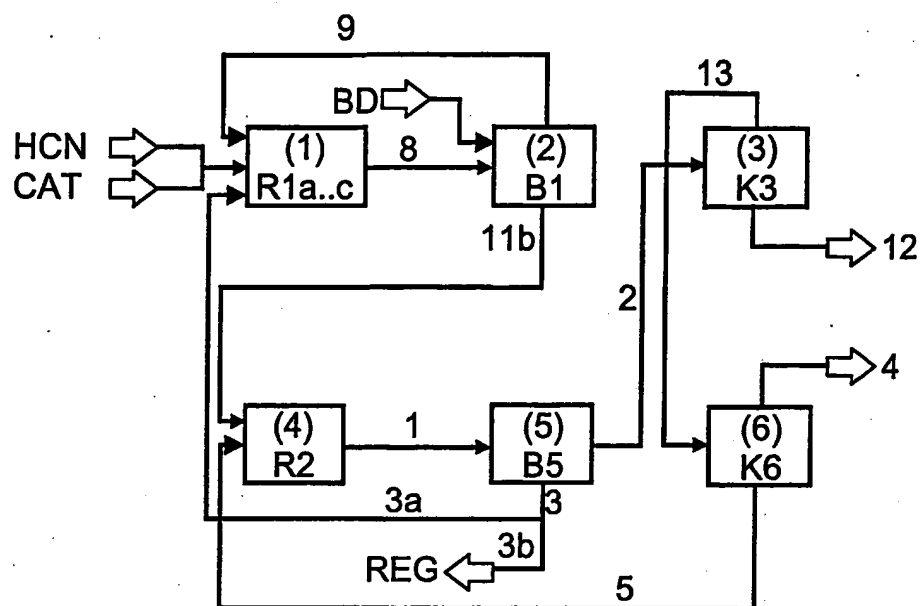 9
13
BD
HCN
CAT
(1)
R1a..c
8
(2)
B1
(3)
K3
11b
12
2
4
(4)
R2
1
(5)
B5
(6)
K6
3
3a
3b
REG
5